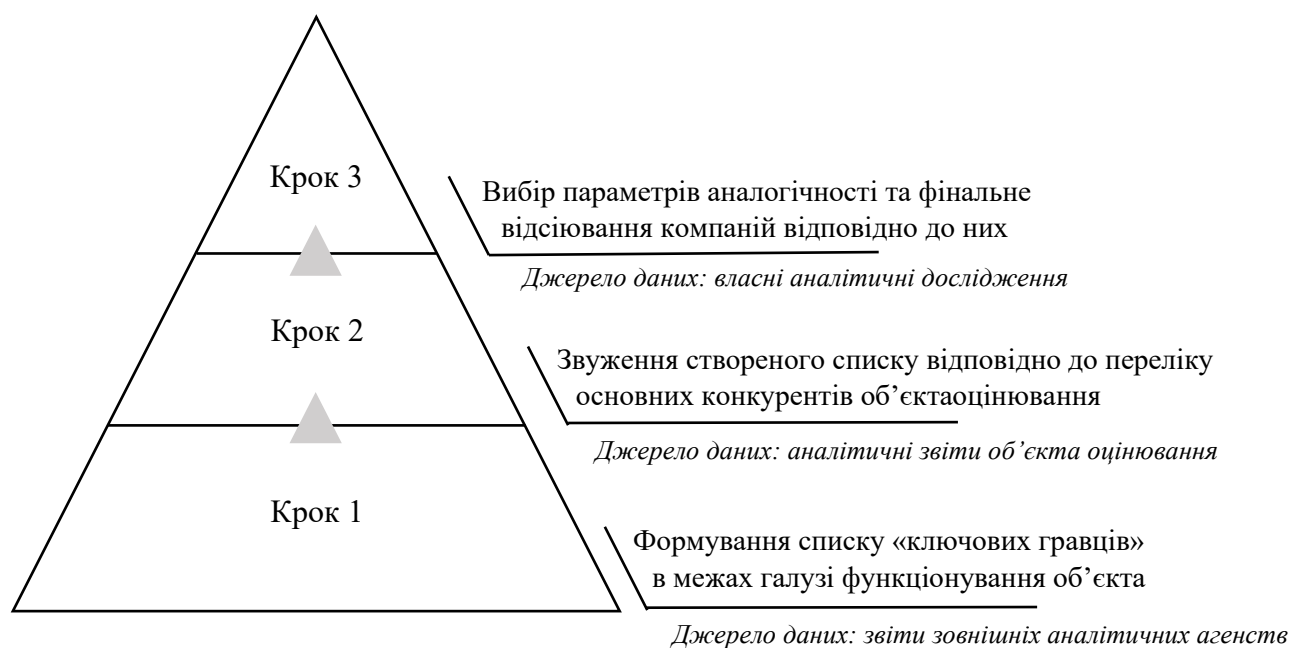 Крок 3
Вибір параметрів аналогічності та фінальне
відсіювання компаній відповідно до них
Джерело даних: власні аналітичні дослідження
Крок 2
Звуження створеного списку відповідно до переліку
основних конкурентів об’єктаоцінювання
Джерело даних: аналітичні звіти об’єкта оцінювання
Крок 1
Формування списку «ключових гравців»
в межах галузі функціонування об’єкта
Джерело даних: звіти зовнішніх аналітичних агенств